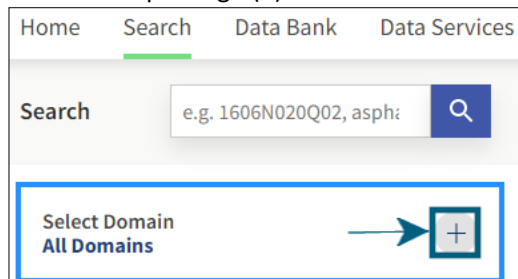 Home Search Data Bank Data Services
Search e.g. 1606N020Q02, aspha
Select Domain
All Domains
+